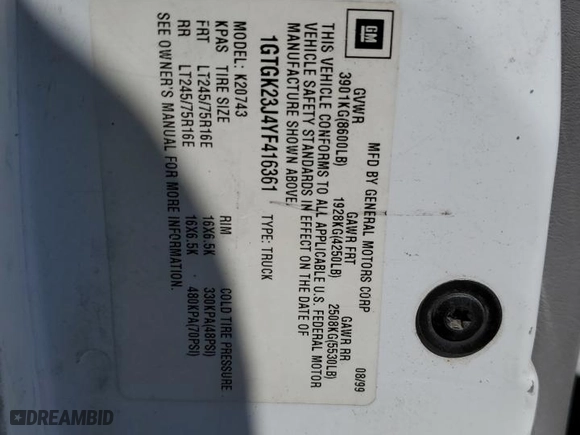 GM
MFD BY GENERAL MOTORS CORP 08/99
GVWR GAWR FRT GAWR RR
3901KG(8600LB) 1928KG(4250LB) 2508KG(5530LB)
THIS VEHICLE CONFORMS TO ALL APPLICABLE U.S. FEDERAL MOTOR
VEHICLE SAFETY STANDARDS IN EFFECT ON THE DATE OF
MANUFACTURE SHOWN ABOVE.
1GTGK23J4YF416361 TYPE: TRUCK
MODEL: K20743
KPAS TIRE SIZE RIM COLD TIRE PRESSURE
FRT LT245/75R16E 16X6.5K 330KPA(48PSI)
RR LT245/75R16E 16X6.5K 480KPA(70PSI)
SEE OWNER'S MANUAL FOR MORE INFORMATION.
DREAMBID